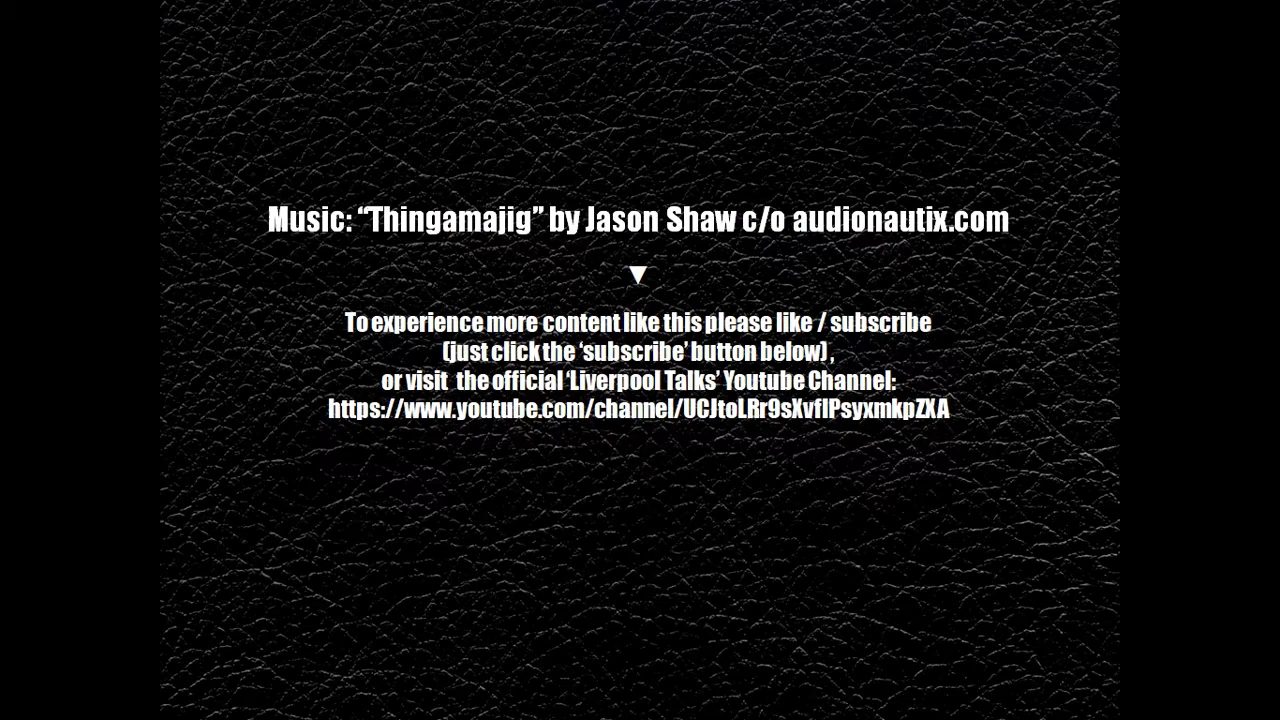 Music: “Thingamajig” by Jason Shaw c/o audionautix.com
▼
To experience more content like this please like / subscribe
(just click the ‘subscribe’ button below) ,
or visit the official ‘Liverpool Talks’ Youtube Channel:
https://www.youtube.com/channel/UCJtoLRr9sXvfIPsyxmkpZXA